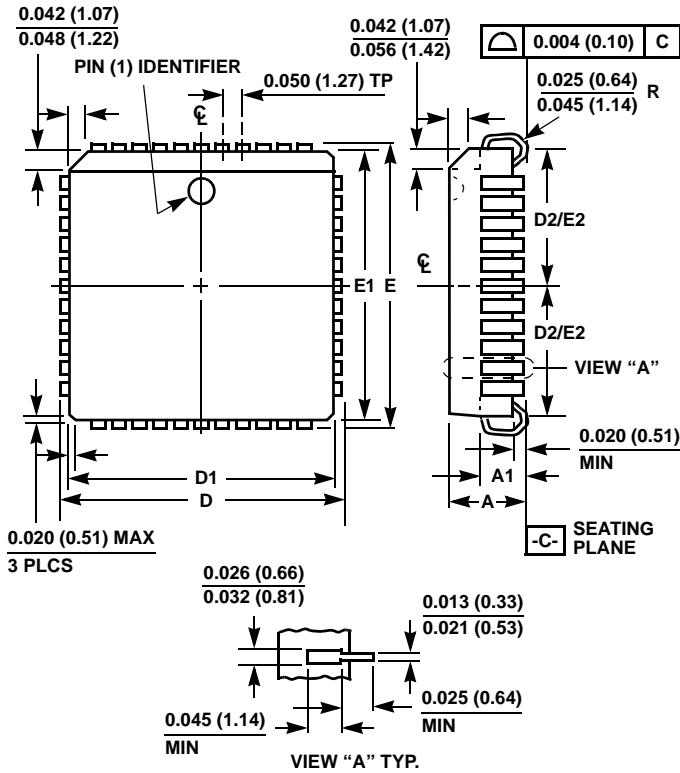 0.042 (1.07)
0.048 (1.22)
PIN (1) IDENTIFIER
0.050 (1.27) TP
C L
0.042 (1.07)
0.056 (1.42)
0.004 (0.10) C
0.025 (0.64)
0.045 (1.14)
R
C L
D2/E2
E1
E
D2/E2
VIEW “A”
0.020 (0.51)
MIN
A1
A
D1
D
0.020 (0.51) MAX
3 PLCS
-C-
SEATING
PLANE
0.026 (0.66)
0.032 (0.81)
0.013 (0.33)
0.021 (0.53)
0.045 (1.14)
MIN
0.025 (0.64)
MIN
VIEW “A” TYP.